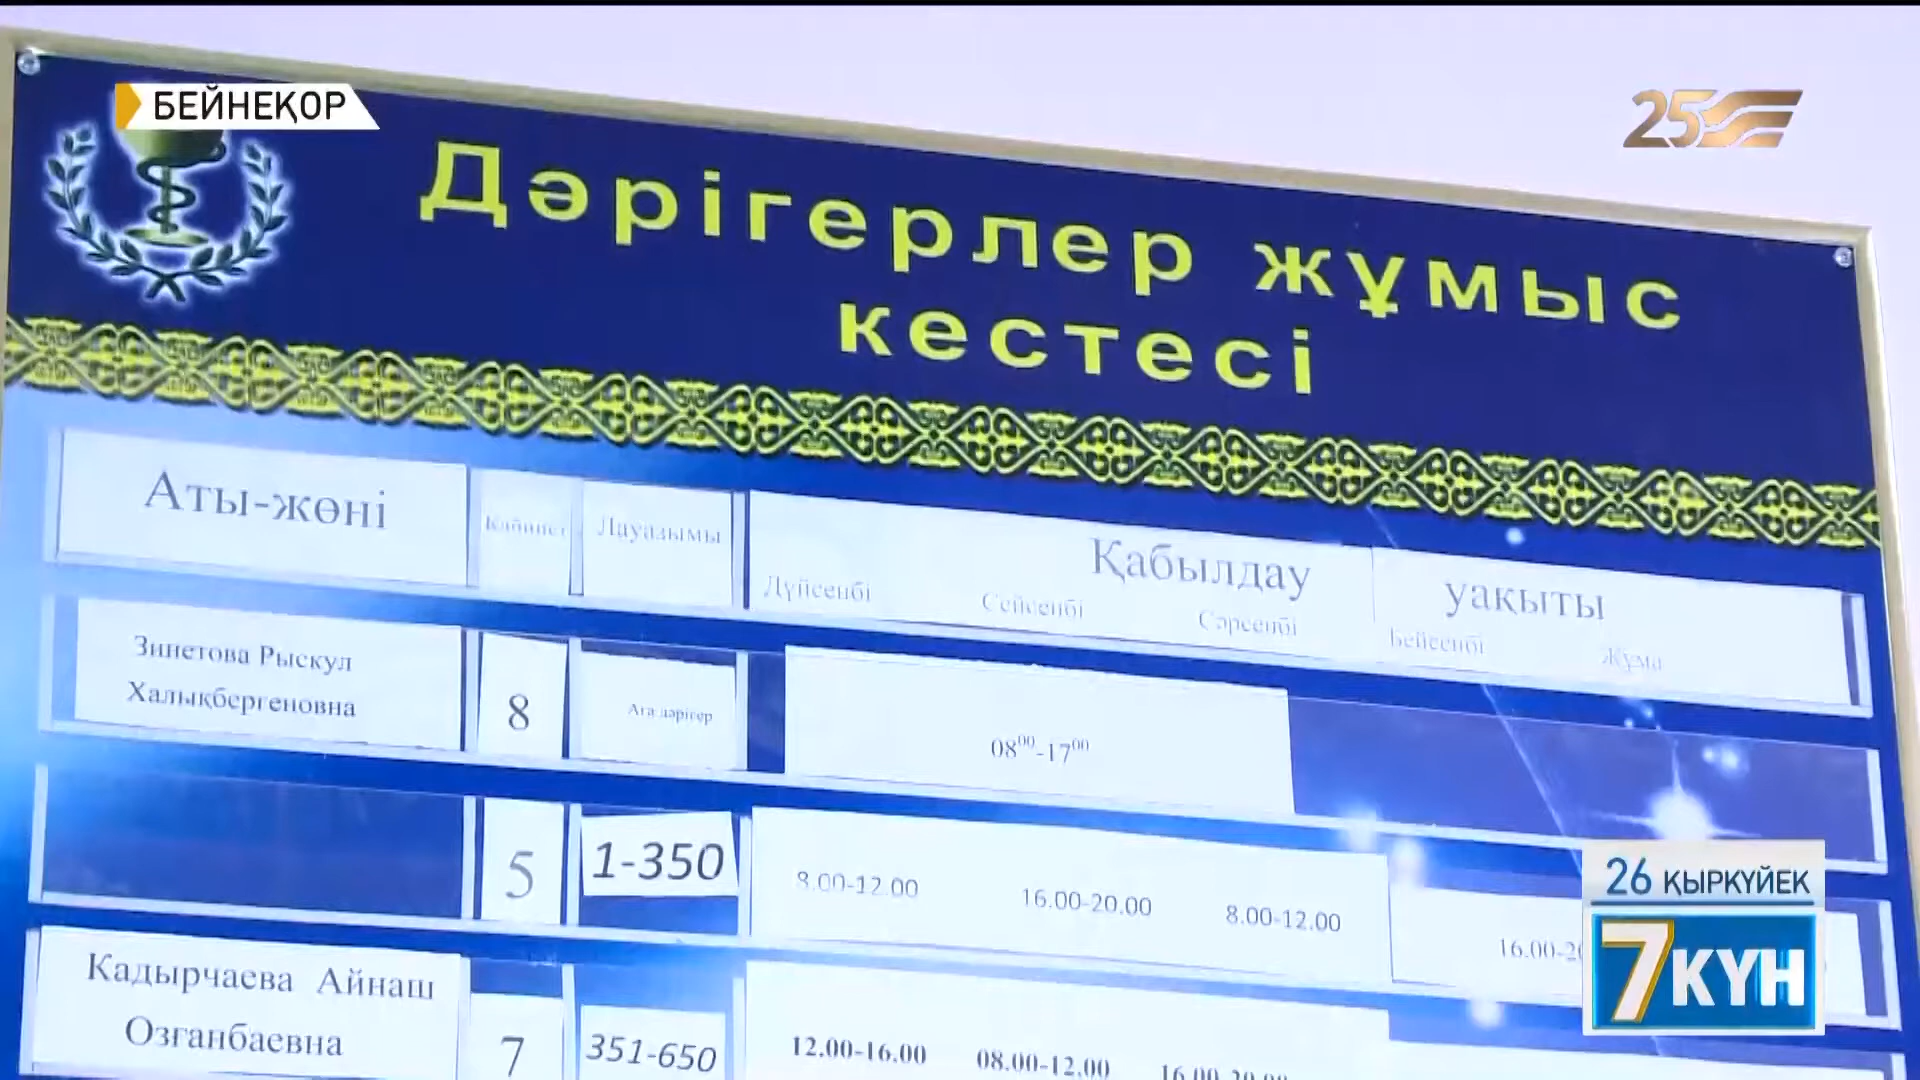 БЕЙНЕҚОР
25
Дәрігерлер жұмыс
кестесі
Аты-жөні
Кабинет
Лауазымы
Қабылдау уақыты
Дүйсенбі Сейсенбі Сәрсенбі Бейсенбі Жұма
Зинетова Рыскул
Халықбергеновна
8
Аға дәрігер
08⁰⁰-17⁰⁰
5
1-350
8.00-12.00 16.00-20.00 8.00-12.00
Кадырчаева Айнаш
Озганбаевна
7
351-650
12.00-16.00 08.00-12.00
26 ҚЫРКҮЙЕК
7КҮН